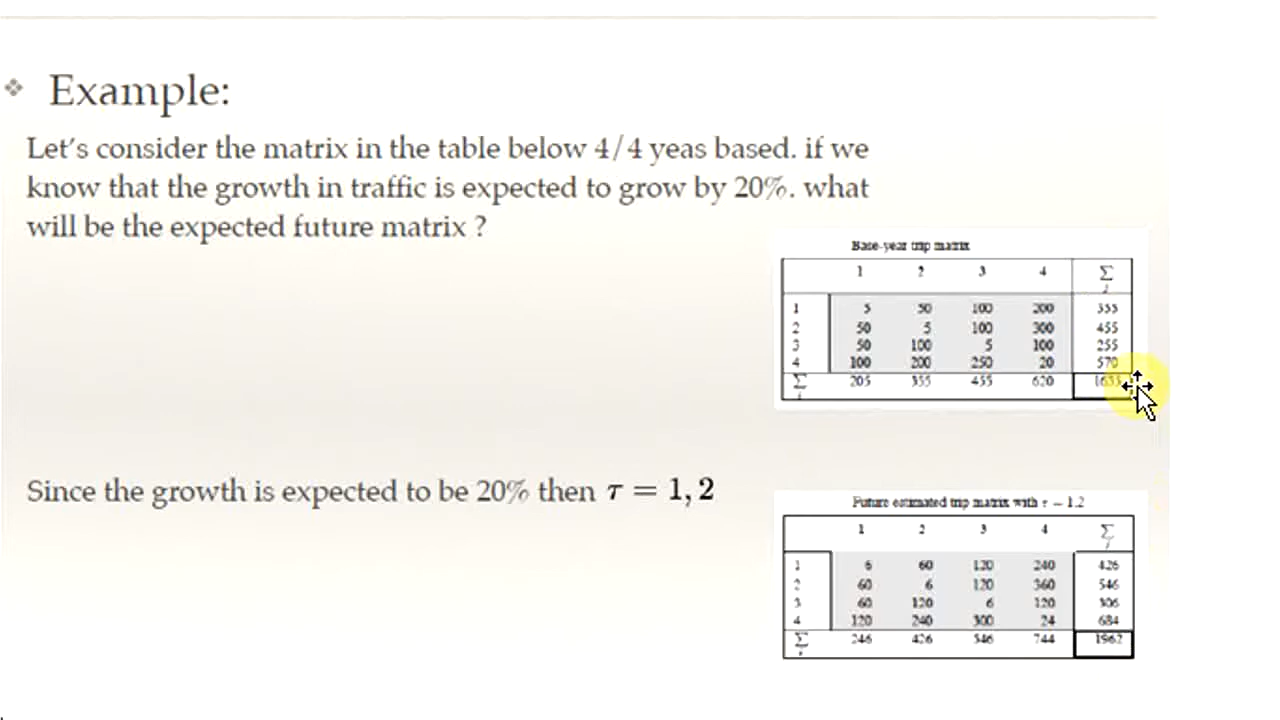 Example:
Let's consider the matrix in the table below 4/4 yeas based. if we
know that the growth in traffic is expected to grow by 20%. what
will be the expected future matrix ?
Base-year trip matrix
1 2 3 4 Σ
j
1 5 50 100 200 355
2 50 5 100 300 455
3 50 100 5 100 255
4 100 200 250 20 570
Σ 205 355 455 620
Since the growth is expected to be 20% then τ = 1,2
Future estimated trip matrix with τ = 1.2
1 2 3 4 Σ
j
1 6 60 120 240 426
2 60 6 120 360 546
3 60 120 6 120 306
4 120 240 300 24 684
Σ 246 426 546 744 1962